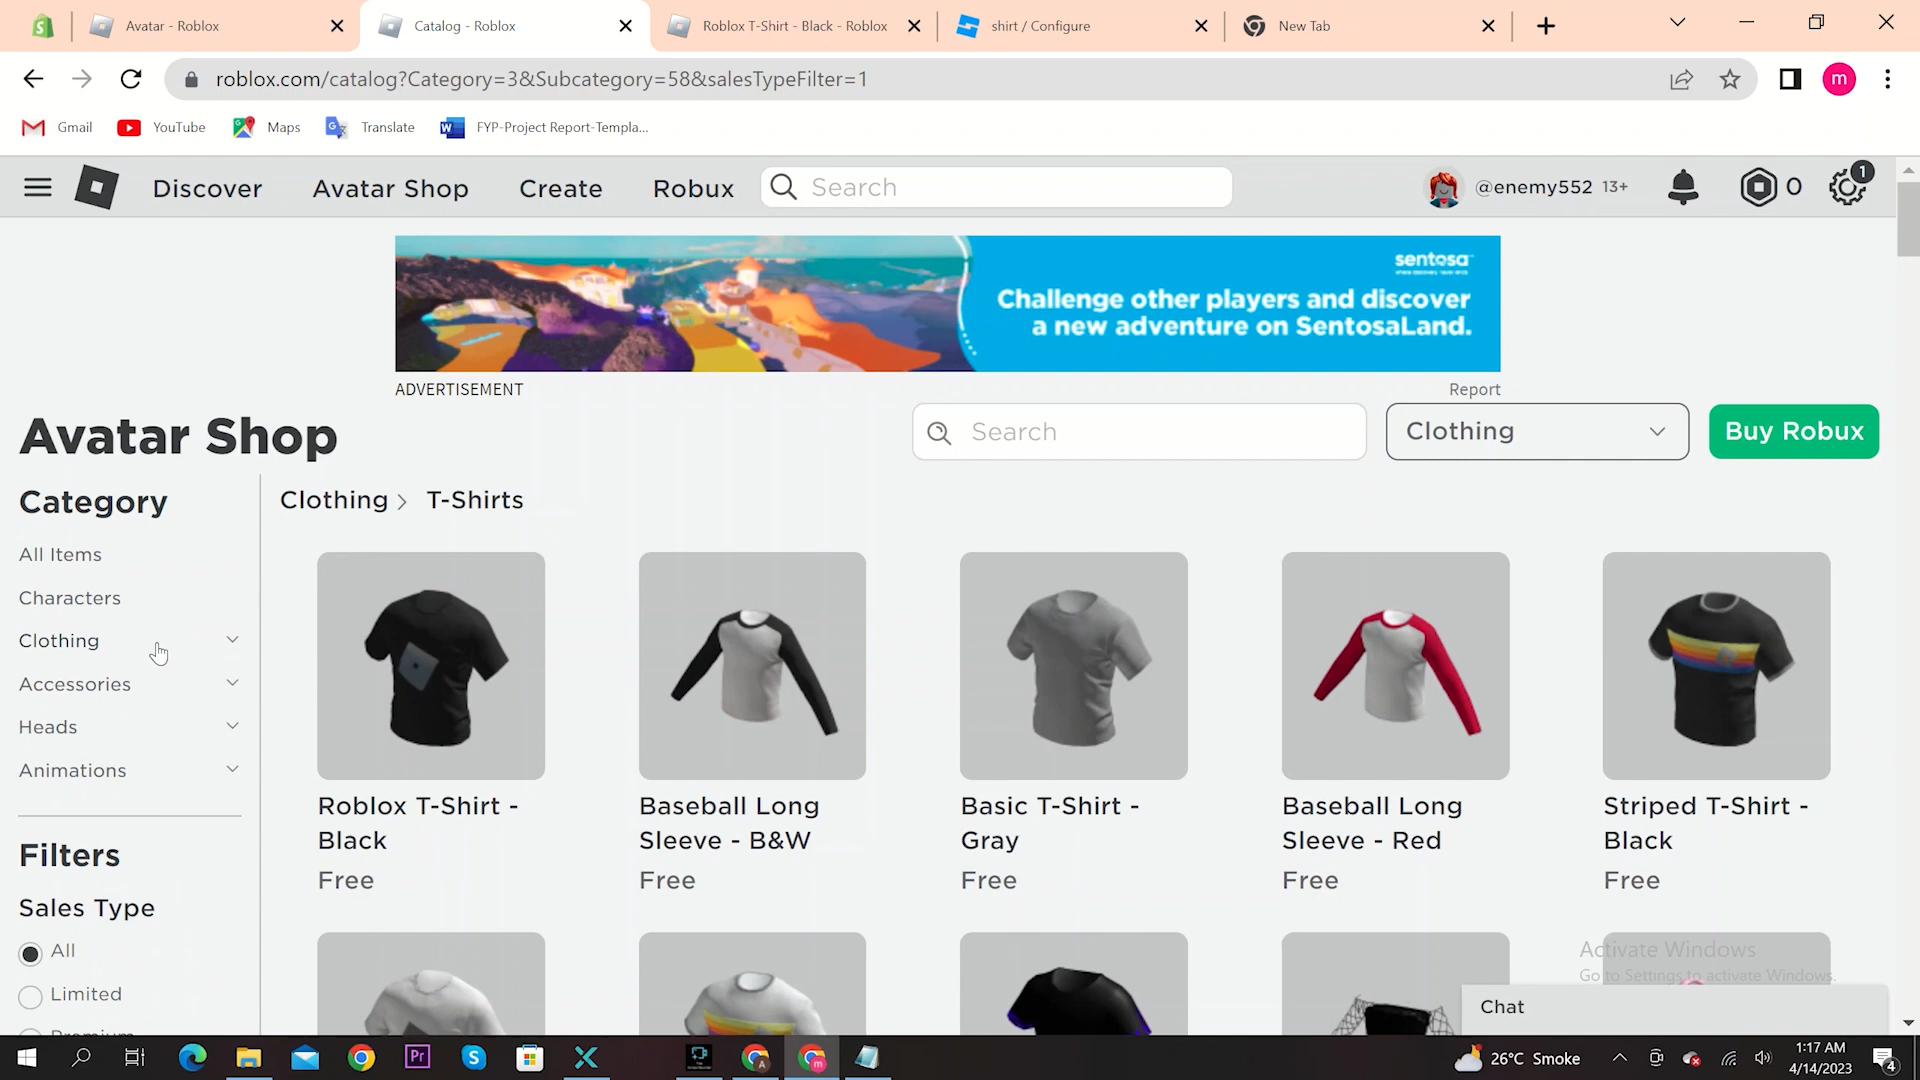 Avatar - Roblox
Catalog - Roblox
Roblox T-Shirt - Black - Roblox
shirt / Configure
New Tab
roblox.com/catalog?Category=3&Subcategory=58&salesTypeFilter=1
m
Gmail
YouTube
Maps
Translate
FYP-Project Report-Templa...
Discover
Avatar Shop
Create
Robux
Search
@enemy552 13+
0
1
sentosa
Challenge other players and discover
a new adventure on SentosaLand.
ADVERTISEMENT
Report
Avatar Shop
Search
Clothing
Buy Robux
Category
Clothing > T-Shirts
All Items
Characters
Clothing
Accessories
Heads
Animations
Roblox T-Shirt -
Black
Free
Baseball Long
Sleeve - B&W
Free
Basic T-Shirt -
Gray
Free
Baseball Long
Sleeve - Red
Free
Striped T-Shirt -
Black
Free
Filters
Sales Type
All
Limited
Premium
Activate Windows
Go to Settings to activate Windows.
Chat
26°C Smoke
1:17 AM
4/14/2023
4